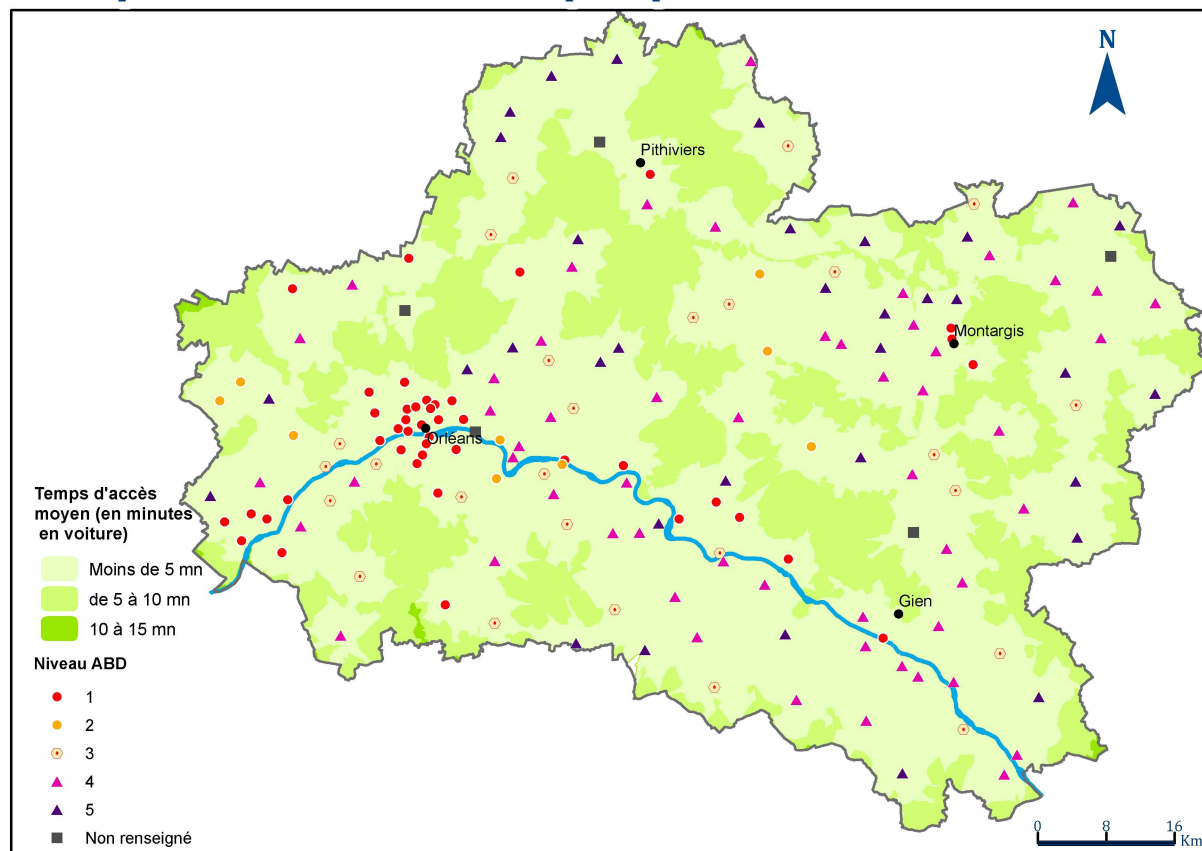 N
Pithiviers
Montargis
Orléans
Gien
Temps d'accès
moyen (en minutes
en voiture)
Moins de 5 mn
de 5 à 10 mn
10 à 15 mn
Niveau ABD
1
2
3
4
5
Non renseigné
0 8 16
Km